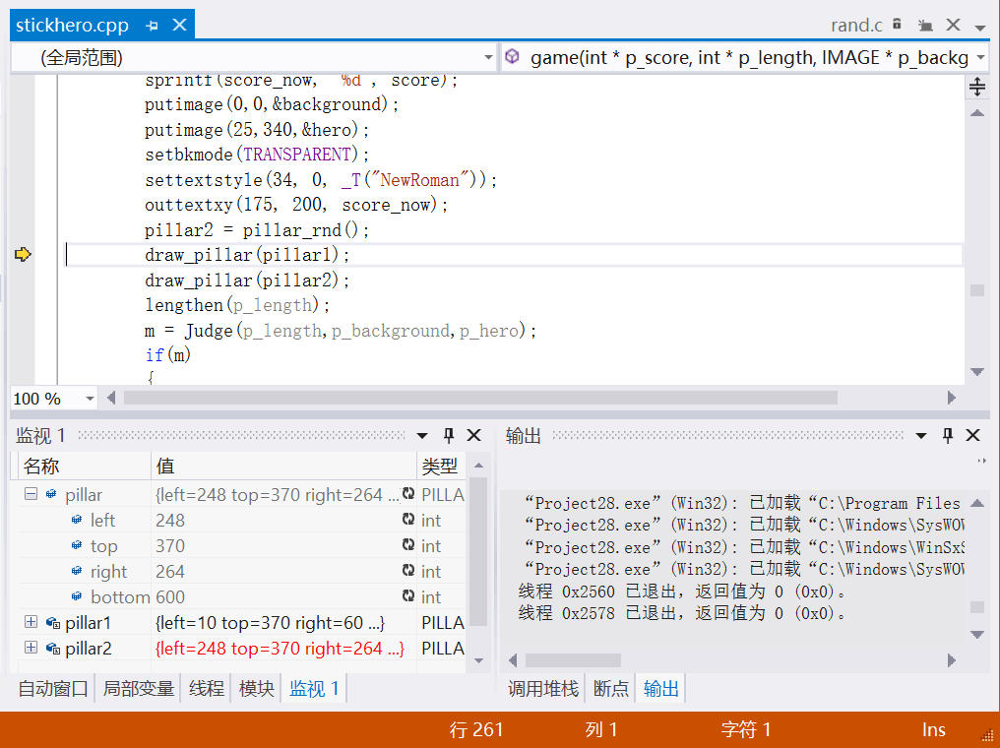 stickhero.cpp
rand.c
(全局范围)
game(int * p_score, int * p_length, IMAGE * p_backg
sprintf(score_now, "%d", score);
putimage(0,0,&background);
putimage(25,340,&hero);
setbkmode(TRANSPARENT);
settextstyle(34, 0, _T("NewRoman"));
outtextxy(175, 200, score_now);
pillar2 = pillar_rnd();
draw_pillar(pillar1);
draw_pillar(pillar2);
lengthen(p_length);
m = Judge(p_length,p_background,p_hero);
if(m)
{
100 %
监视 1
名称 值 类型
pillar {left=248 top=370 right=264 ... PILLA
left 248 int
top 370 int
right 264 int
bottom 600 int
pillar1 {left=10 top=370 right=60 ...} PILLA
pillar2 {left=248 top=370 right=264 ...} PILLA
自动窗口 局部变量 线程 模块 监视 1
输出
“Project28.exe”(Win32): 已加载“C:\Program Files
“Project28.exe”(Win32): 已加载“C:\Windows\SysWOW
“Project28.exe”(Win32): 已加载“C:\Windows\WinSxS
“Project28.exe”(Win32): 已加载“C:\Windows\SysWOW
线程 0x2560 已退出，返回值为 0 (0x0)。
线程 0x2578 已退出，返回值为 0 (0x0)。
调用堆栈 断点 输出
行 261 列 1 字符 1 Ins